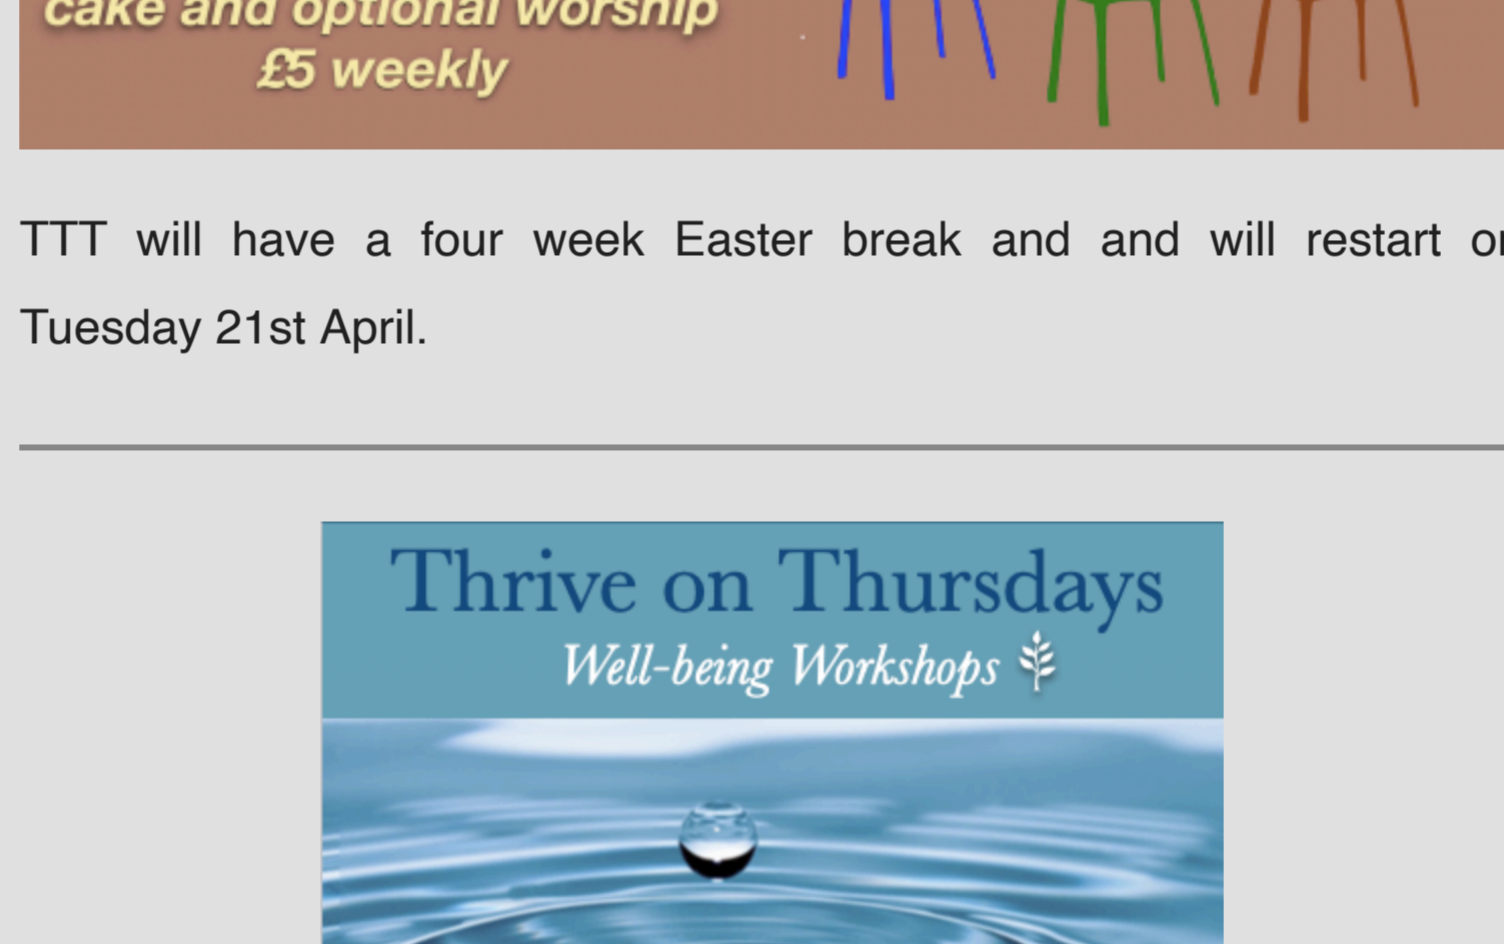 cake and optional worship
£5 weekly
TTT will have a four week Easter break and and will restart on
Tuesday 21st April.
Thrive on Thursdays
Well-being Workshops